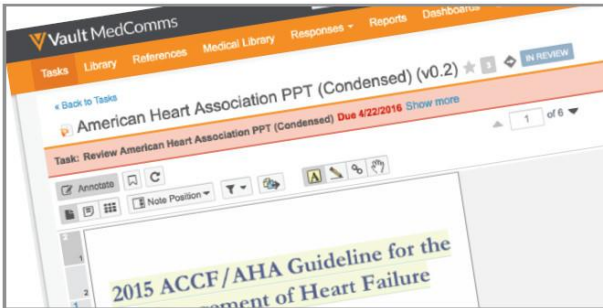 Vault MedComms
Tasks Library References Medical Library Responses Reports Dashboards
« Back to Tasks
American Heart Association PPT (Condensed) (v0.2) IN REVIEW
Task: Review American Heart Association PPT (Condensed) Due 4/22/2016 Show more
1 of 6
Annotate
Note Position
A
1
2
2015 ACCF/AHA Guideline for the
of Heart Failure